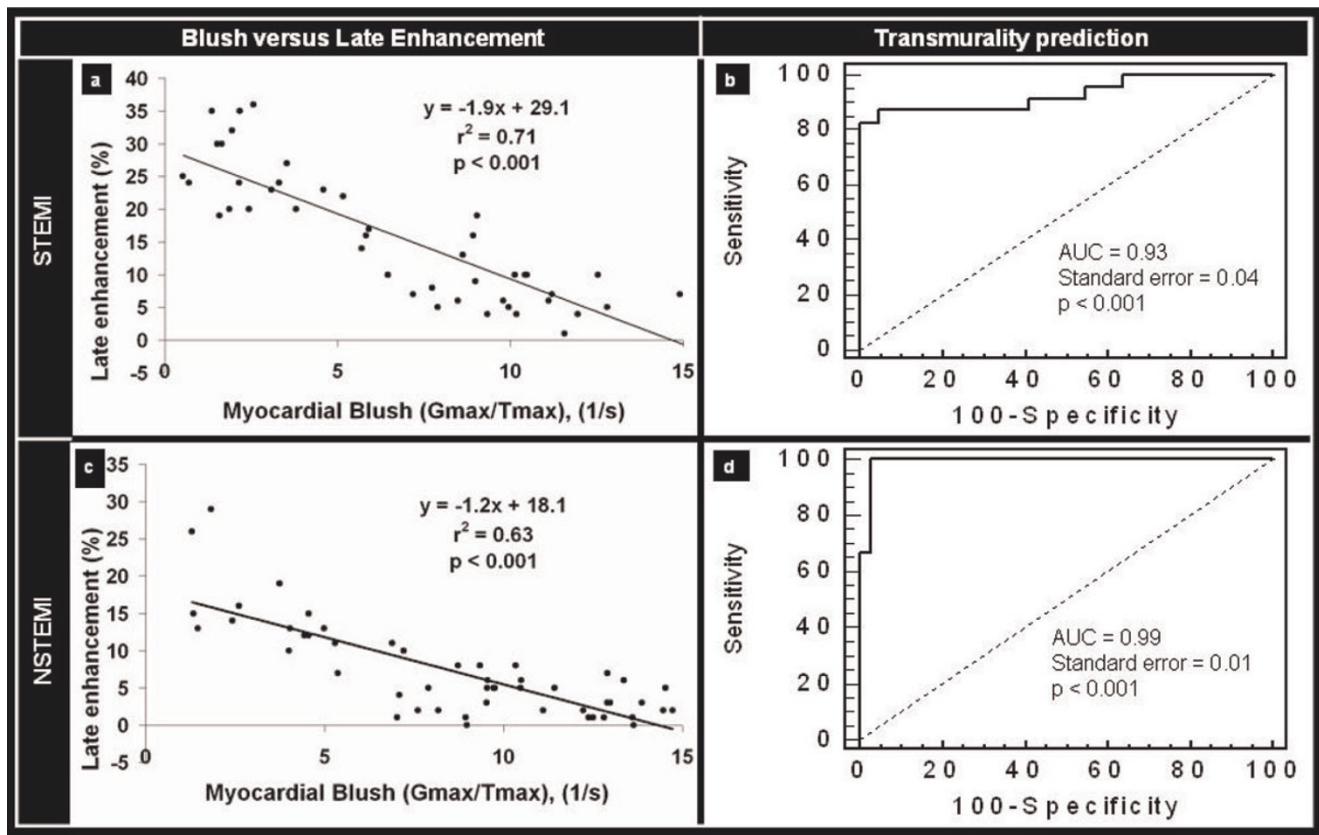 Blush versus Late Enhancement
Transmurality prediction
STEMI
a
40
35
30
25
20
15
10
5
0
-5
Late enhancement (%)
y = -1.9x + 29.1
r² = 0.71
p < 0.001
0 5 10 15
Myocardial Blush (Gmax/Tmax), (1/s)
b
100
80
60
40
20
0
Sensitivity
AUC = 0.93
Standard error = 0.04
p < 0.001
0 20 40 60 80 100
100-Specificity
NSTEMI
c
35
30
25
20
15
10
5
0
-5
Late enhancement (%)
y = -1.2x + 18.1
r² = 0.63
p < 0.001
0 5 10 15
Myocardial Blush (Gmax/Tmax), (1/s)
d
100
80
60
40
20
0
Sensitivity
AUC = 0.99
Standard error = 0.01
p < 0.001
0 20 40 60 80 100
100-Specificity